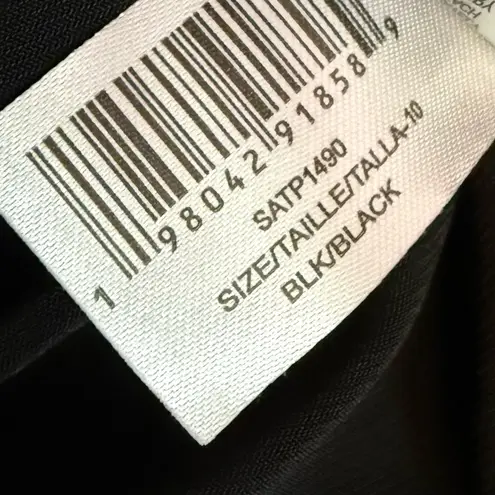 1 98042 91858 9
SATP1490
SIZE/TAILLE/TALLA-10
BLK/BLACK